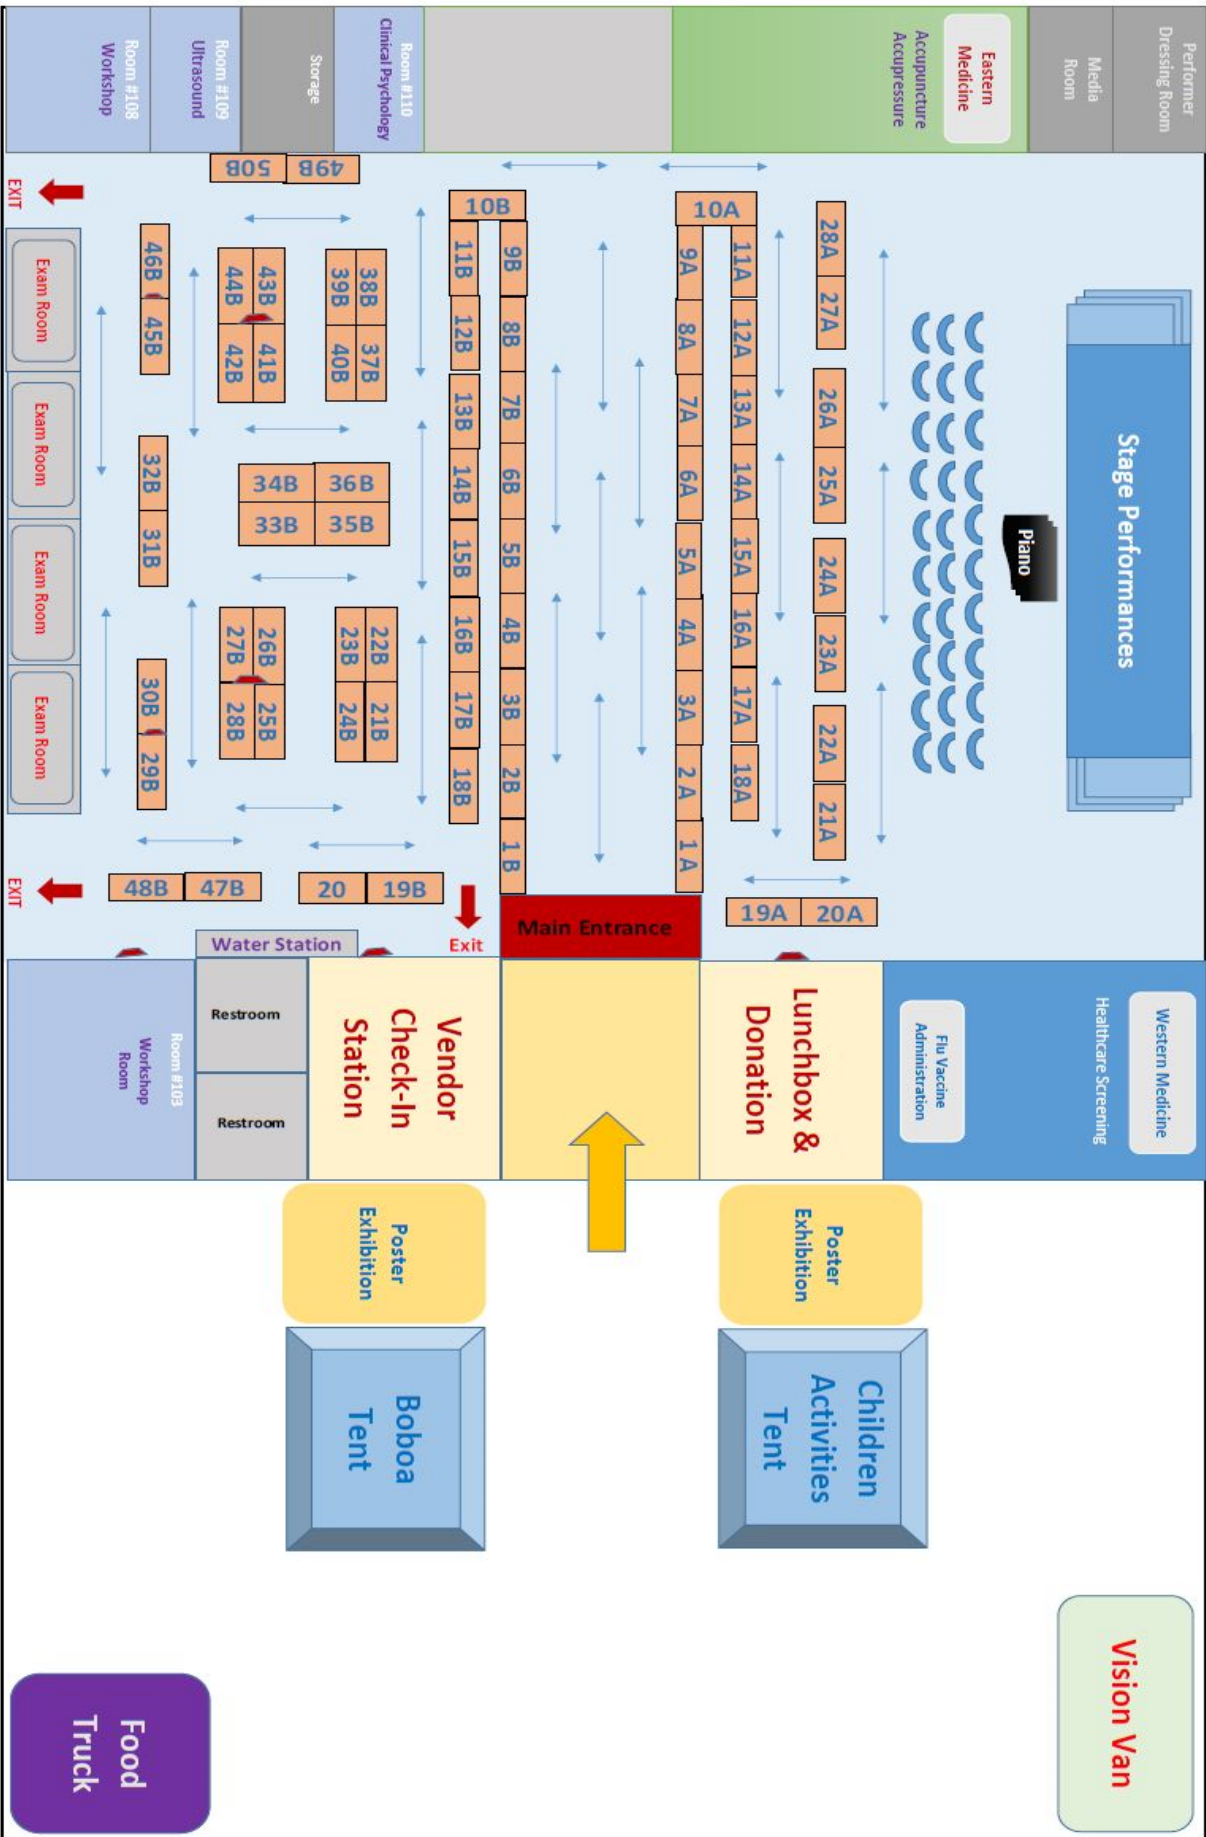 Performer
Dressing Room
Media
Room
Eastern
Medicine
Accupuncture
Accupressure
Room #110
Clinical Psychology
Storage
Room #109
Ultrasound
Room #108
Workshop
Stage Performances
Piano
28A
27A
26A
25A
24A
23A
22A
21A
10A
11A
12A
13A
14A
15A
16A
17A
18A
9A
8A
7A
6A
5A
4A
3A
2 A
1 A
19A
20A
10B
9B
8B
7B
6B
5B
4B
3B
2B
1 B
11B
12B
13B
14B
15B
16B
17B
18B
49B
50B
38B
37B
39B
40B
43B
41B
44B
42B
46B
45B
34B
36B
33B
35B
32B
31B
22B
21B
23B
24B
26B
25B
27B
28B
30B
29B
48B
47B
20
19B
EXIT
Exam Room
Exam Room
Exam Room
Exam Room
EXIT
Exit
Main Entrance
Water Station
Western Medicine
Healthcare Screening
Flu Vaccine
Administration
Lunchbox &
Donation
Vendor
Check-In
Station
Restroom
Restroom
Room #103
Workshop
Room
Poster
Exhibition
Poster
Exhibition
Children
Activities
Tent
Boboa
Tent
Vision Van
Food
Truck